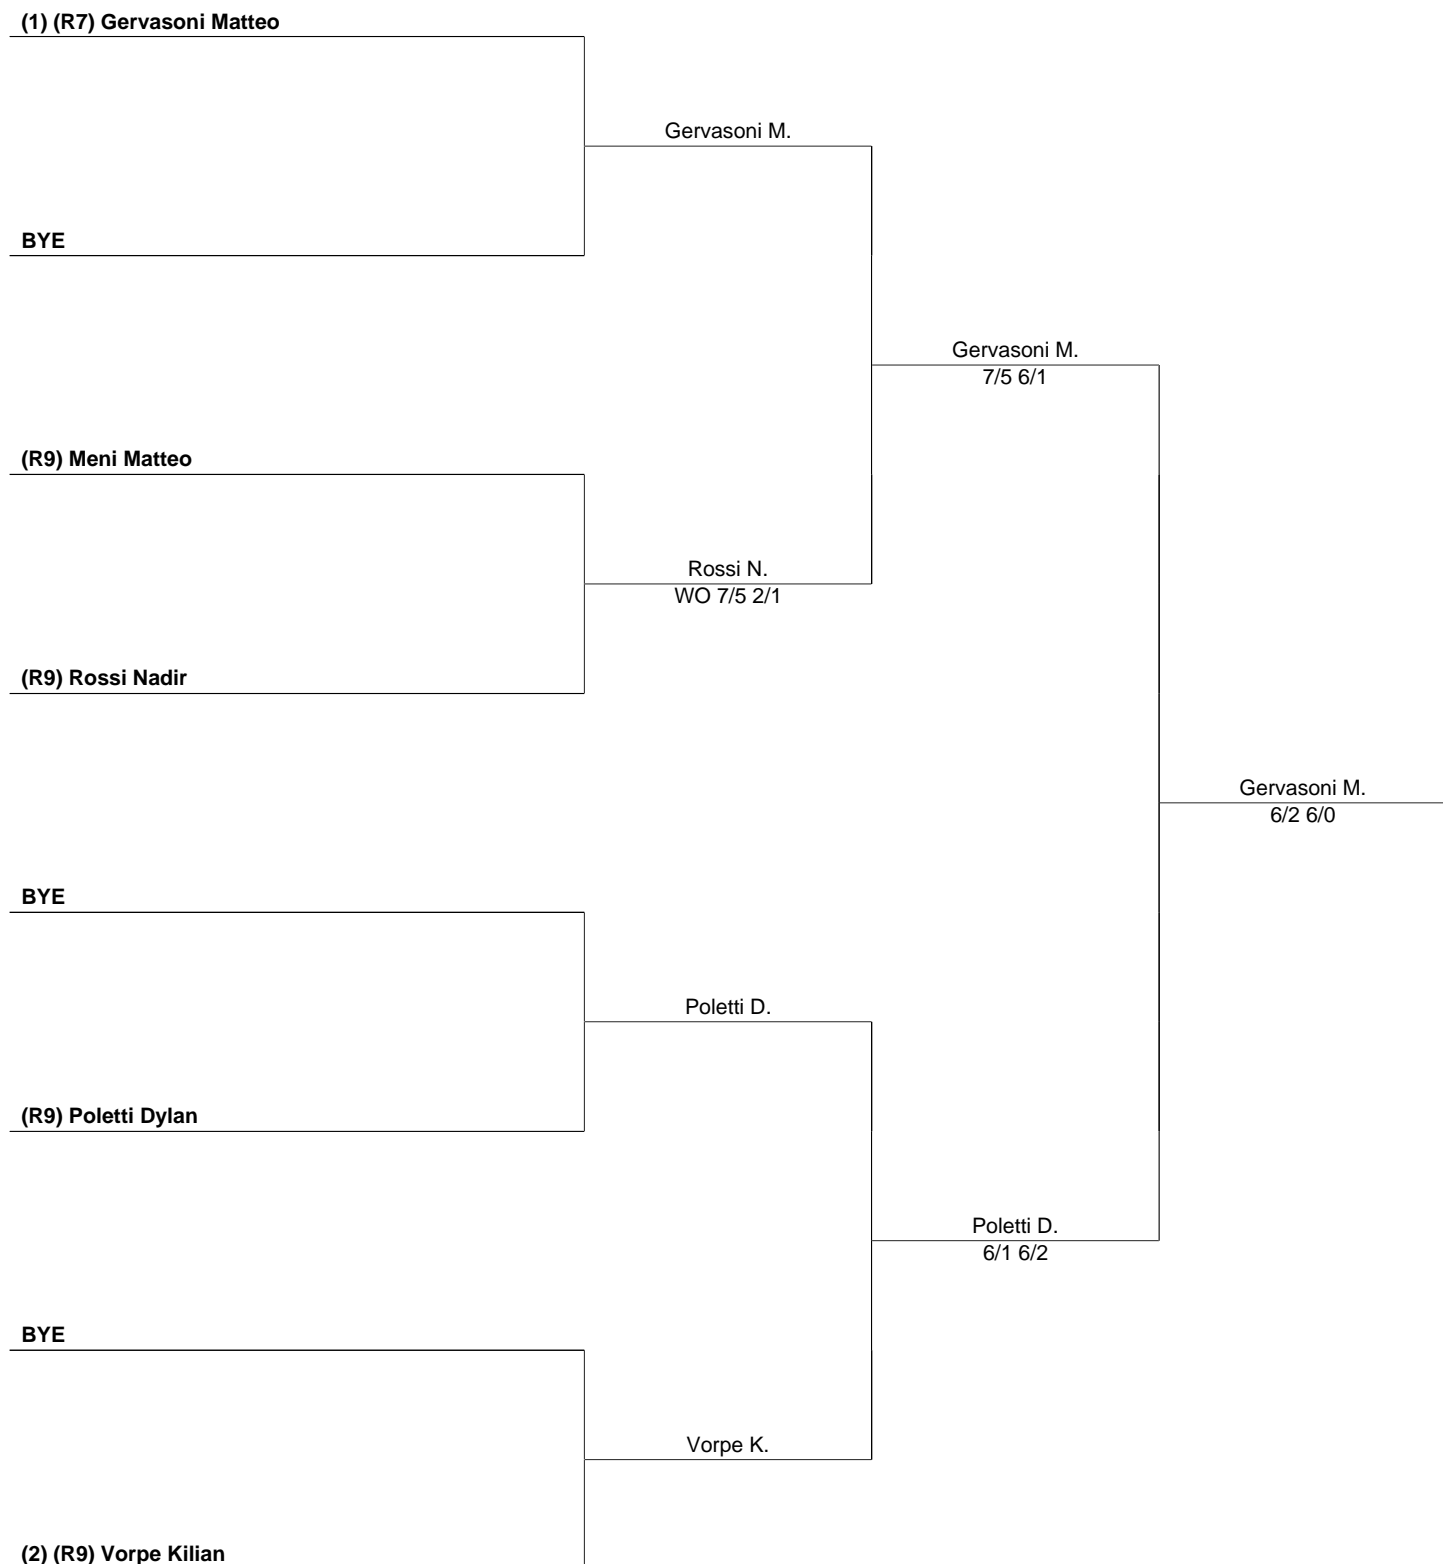 (1) (R7) Gervasoni Matteo
Gervasoni M.
BYE
Gervasoni M.
7/5 6/1
(R9) Meni Matteo
Rossi N.
WO 7/5 2/1
(R9) Rossi Nadir
Gervasoni M.
6/2 6/0
BYE
Poletti D.
(R9) Poletti Dylan
Poletti D.
6/1 6/2
BYE
Vorpe K.
(2) (R9) Vorpe Kilian